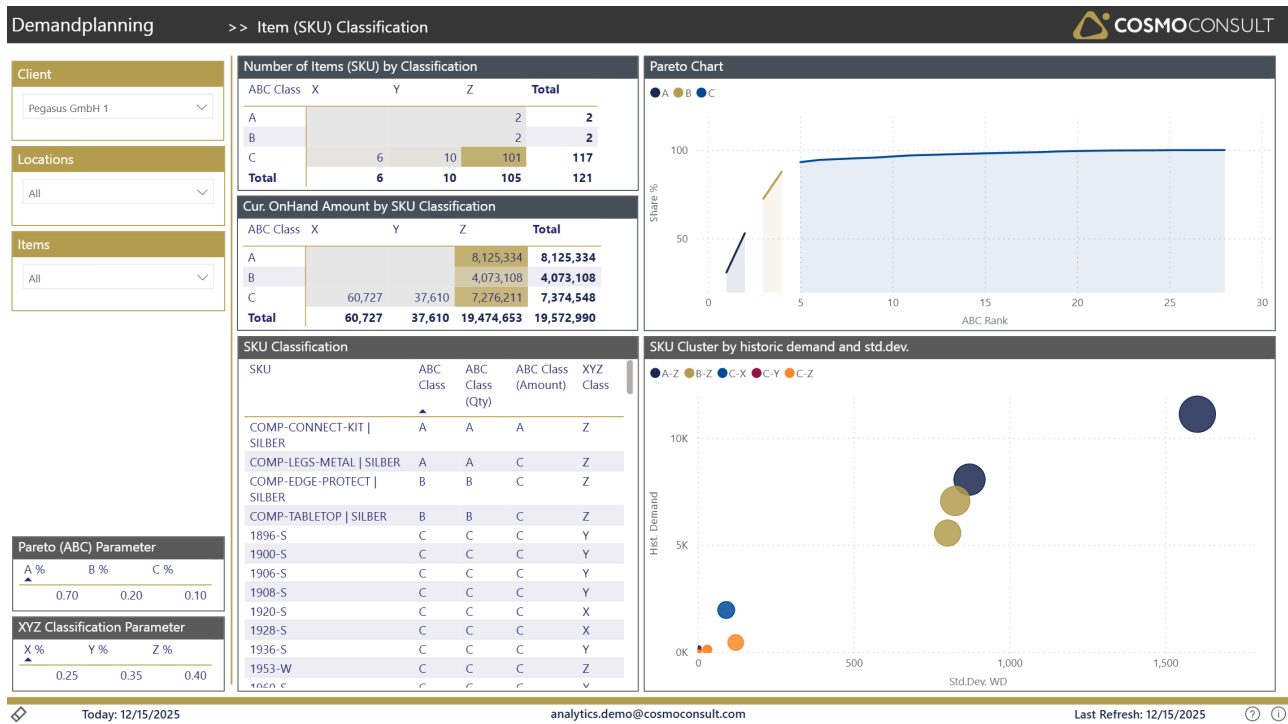 Demandplanning
>> Item (SKU) Classification
COSMOCONSULT
Client
Pegasus GmbH 1
Locations
All
Items
All
Pareto (ABC) Parameter
A % B % C %
0.70 0.20 0.10
XYZ Classification Parameter
X % Y % Z %
0.25 0.35 0.40
Number of Items (SKU) by Classification
ABC Class X Y Z Total
A 2 2
B 2 2
C 6 10 101 117
Total 6 10 105 121
Cur. OnHand Amount by SKU Classification
ABC Class X Y Z Total
A 8,125,334 8,125,334
B 4,073,108 4,073,108
C 60,727 37,610 7,276,211 7,374,548
Total 60,727 37,610 19,474,653 19,572,990
SKU Classification
SKU ABC ABC ABC Class XYZ
Class Class (Amount) Class
(Qty)
COMP-CONNECT-KIT | A A A Z
SILBER
COMP-LEGS-METAL | SILBER A A C Z
COMP-EDGE-PROTECT | B B C Z
SILBER
COMP-TABLETOP | SILBER B B C Z
1896-S C C C Y
1900-S C C C Y
1906-S C C C Y
1908-S C C C Y
1920-S C C C X
1928-S C C C X
1936-S C C C Y
1953-W C C C Z
1960-S C C C Y
Pareto Chart
A B C
100
50
Share %
0 5 10 15 20 25 30
ABC Rank
SKU Cluster by historic demand and std.dev.
A-Z B-Z C-X C-Y C-Z
10K
5K
0K
Hist. Demand
0 500 1,000 1,500
Std.Dev. WD
Today: 12/15/2025
analytics.demo@cosmoconsult.com
Last Refresh: 12/15/2025